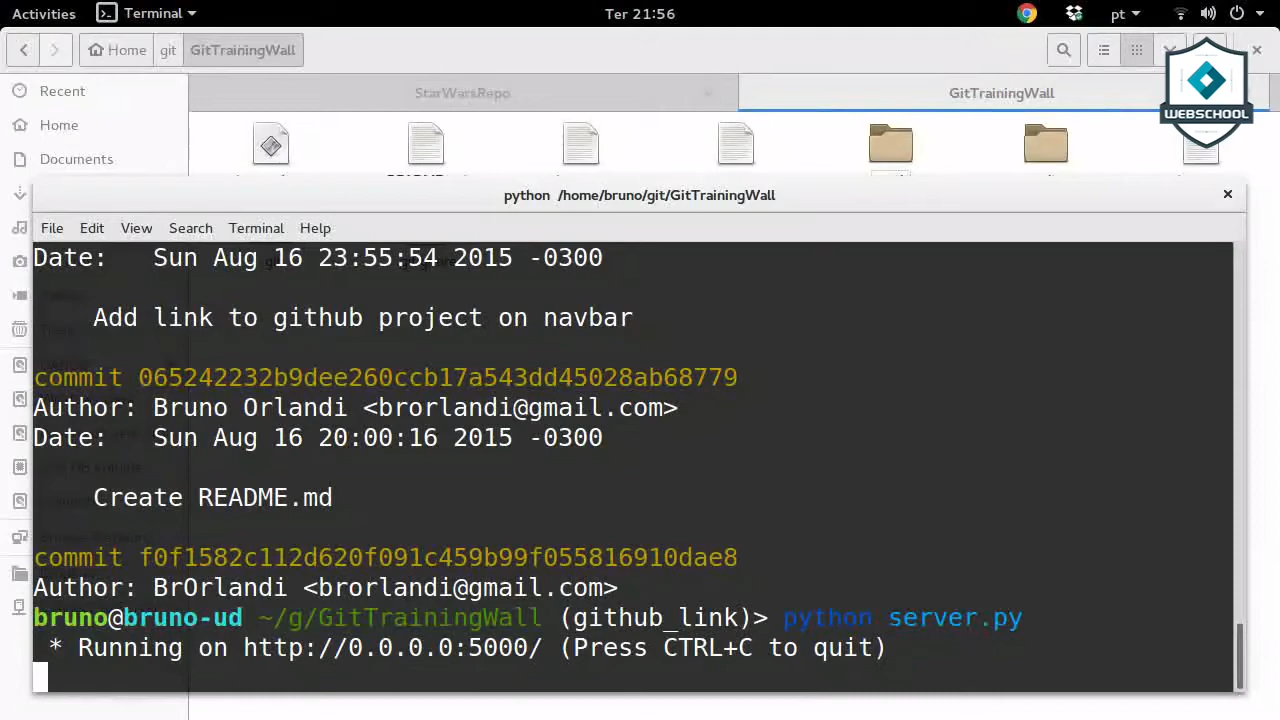 Activities Terminal Ter 21:56 pt
Home git GitTrainingWall
Recent StarWarsRepo GitTrainingWall
WEBSCHOOL
Home
Documents
python /home/bruno/git/GitTrainingWall
File Edit View Search Terminal Help
Date:   Sun Aug 16 23:55:54 2015 -0300
Add link to github project on navbar
commit 065242232b9dee260ccb17a543dd45028ab68779
Author: Bruno Orlandi <brorlandi@gmail.com>
Date:   Sun Aug 16 20:00:16 2015 -0300
Create README.md
commit f0f1582c112d620f091c459b99f055816910dae8
Author: BrOrlandi <brorlandi@gmail.com>
bruno@bruno-ud ~/g/GitTrainingWall (github_link)> python server.py
* Running on http://0.0.0.0:5000/ (Press CTRL+C to quit)